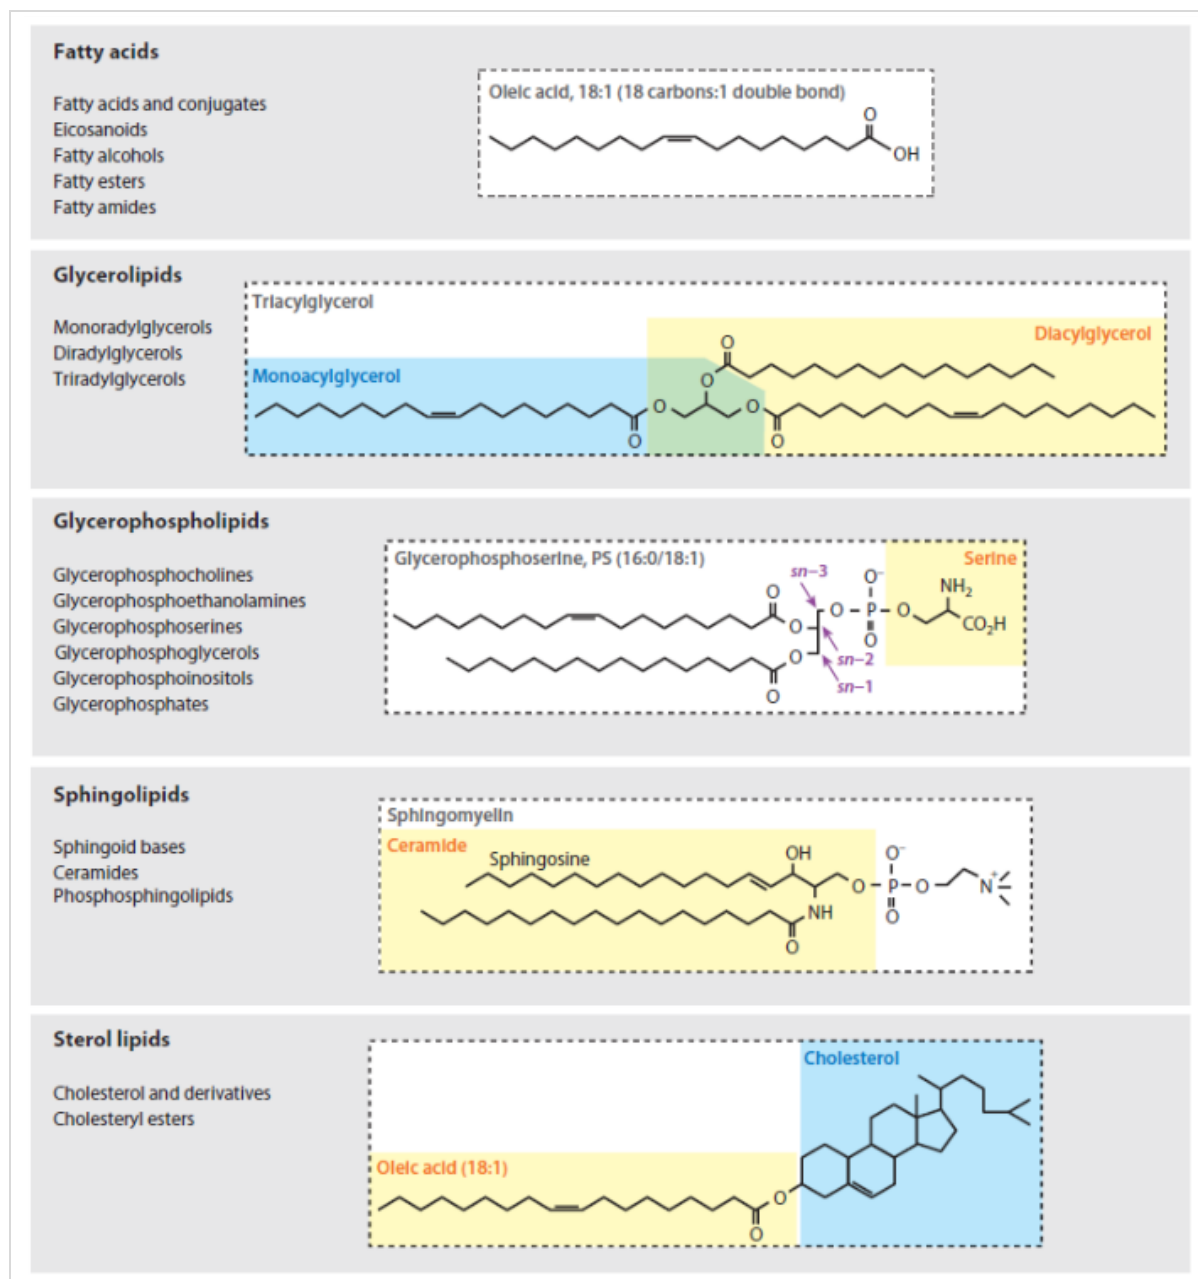 Fatty acids
Fatty acids and conjugates
Eicosanoids
Fatty alcohols
Fatty esters
Fatty amides
Oleic acid, 18:1 (18 carbons:1 double bond)
O
OH
Glycerolipids
Monoradylglycerols
Diradylglycerols
Triradylglycerols
Triacylglycerol
Diacylglycerol
Monoacylglycerol
O
O
O
O
O
O
Glycerophospholipids
Glycerophosphocholines
Glycerophosphoethanolamines
Glycerophosphoserines
Glycerophosphoglycerols
Glycerophosphoinositols
Glycerophosphates
Glycerophosphoserine, PS (16:0/18:1)
Serine
sn–3
O⁻
NH₂
O
O – P – O
CO₂H
O
O
sn–2
O
sn–1
O
Sphingolipids
Sphingoid bases
Ceramides
Phosphosphingolipids
Sphingomyelin
Ceramide
Sphingosine
OH
O⁻
O – P – O
N⁺
NH
O
O
Sterol lipids
Cholesterol and derivatives
Cholesteryl esters
Cholesterol
Oleic acid (18:1)
O
O